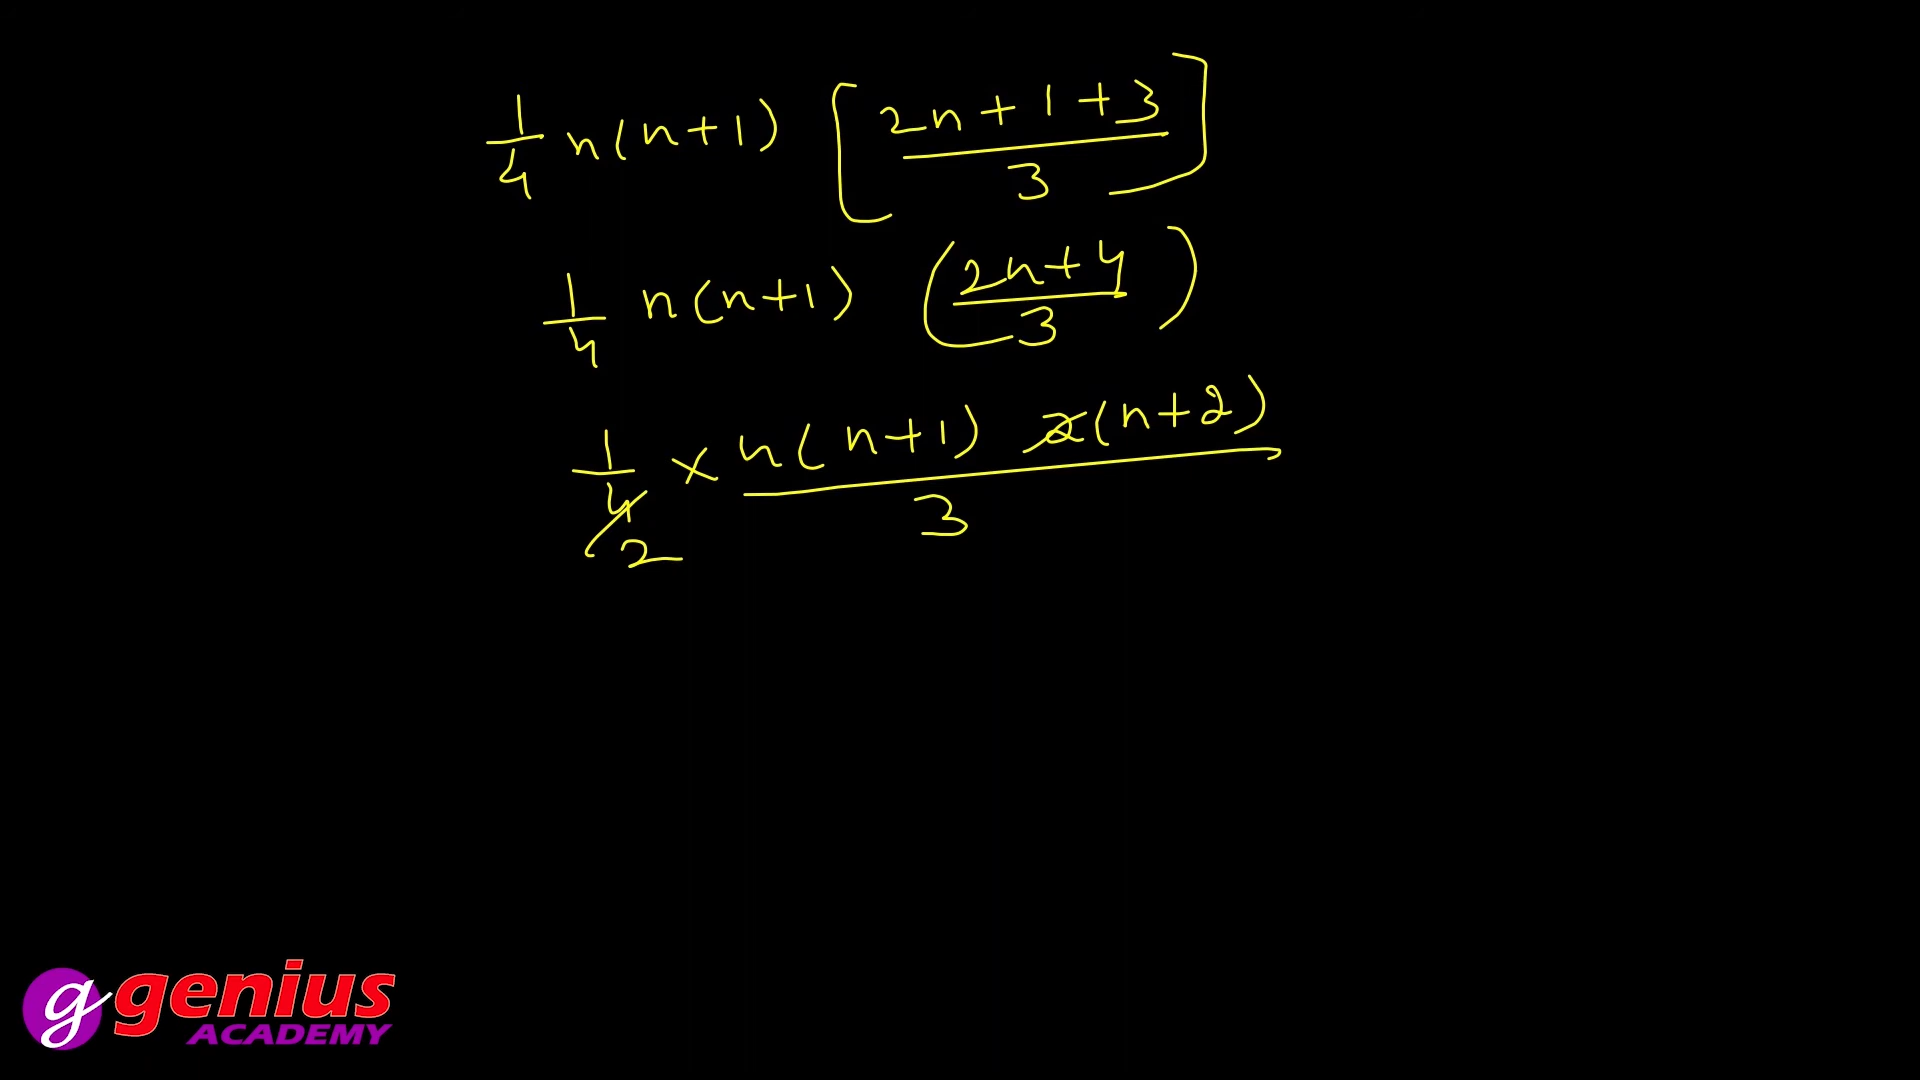 1/4 n(n+1) [2n+1+3/3]
1/4 n(n+1) (2n+4/3)
1/4 2 × n(n+1) 2(n+2)/3
g genius
ACADEMY